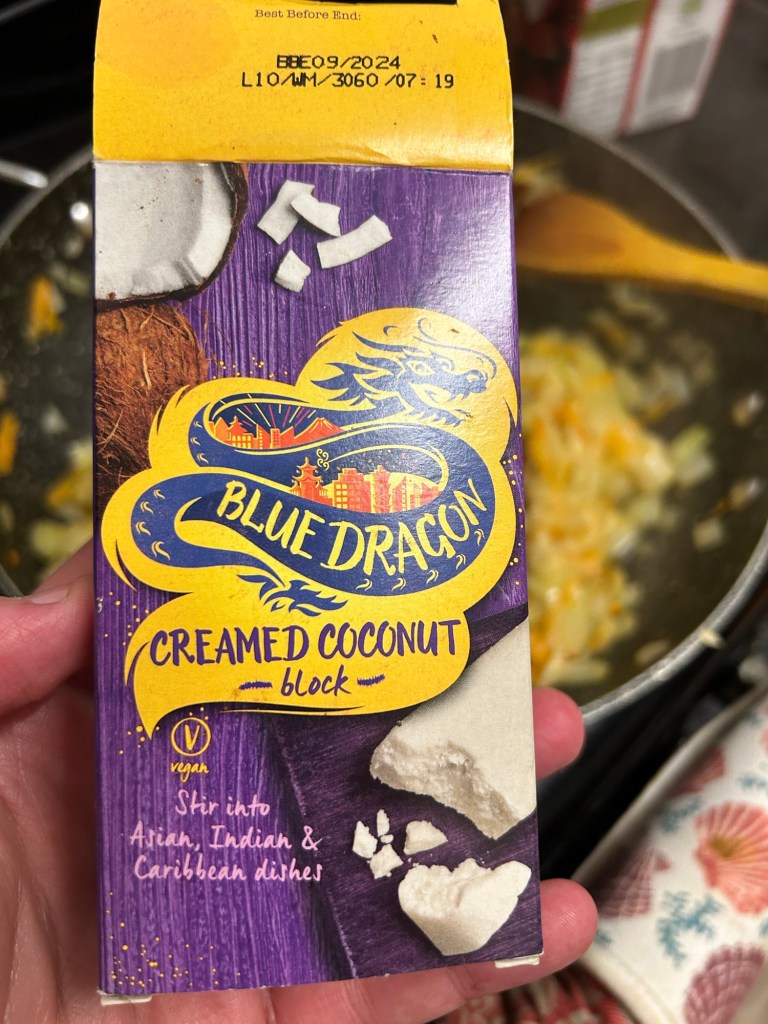 Best Before End:
BBE09/2024
L10/WM/3060/07:19
BLUE DRAGON
CREAMED COCONUT
block
V
vegan
Stir into
Asian, Indian &
Caribbean dishes